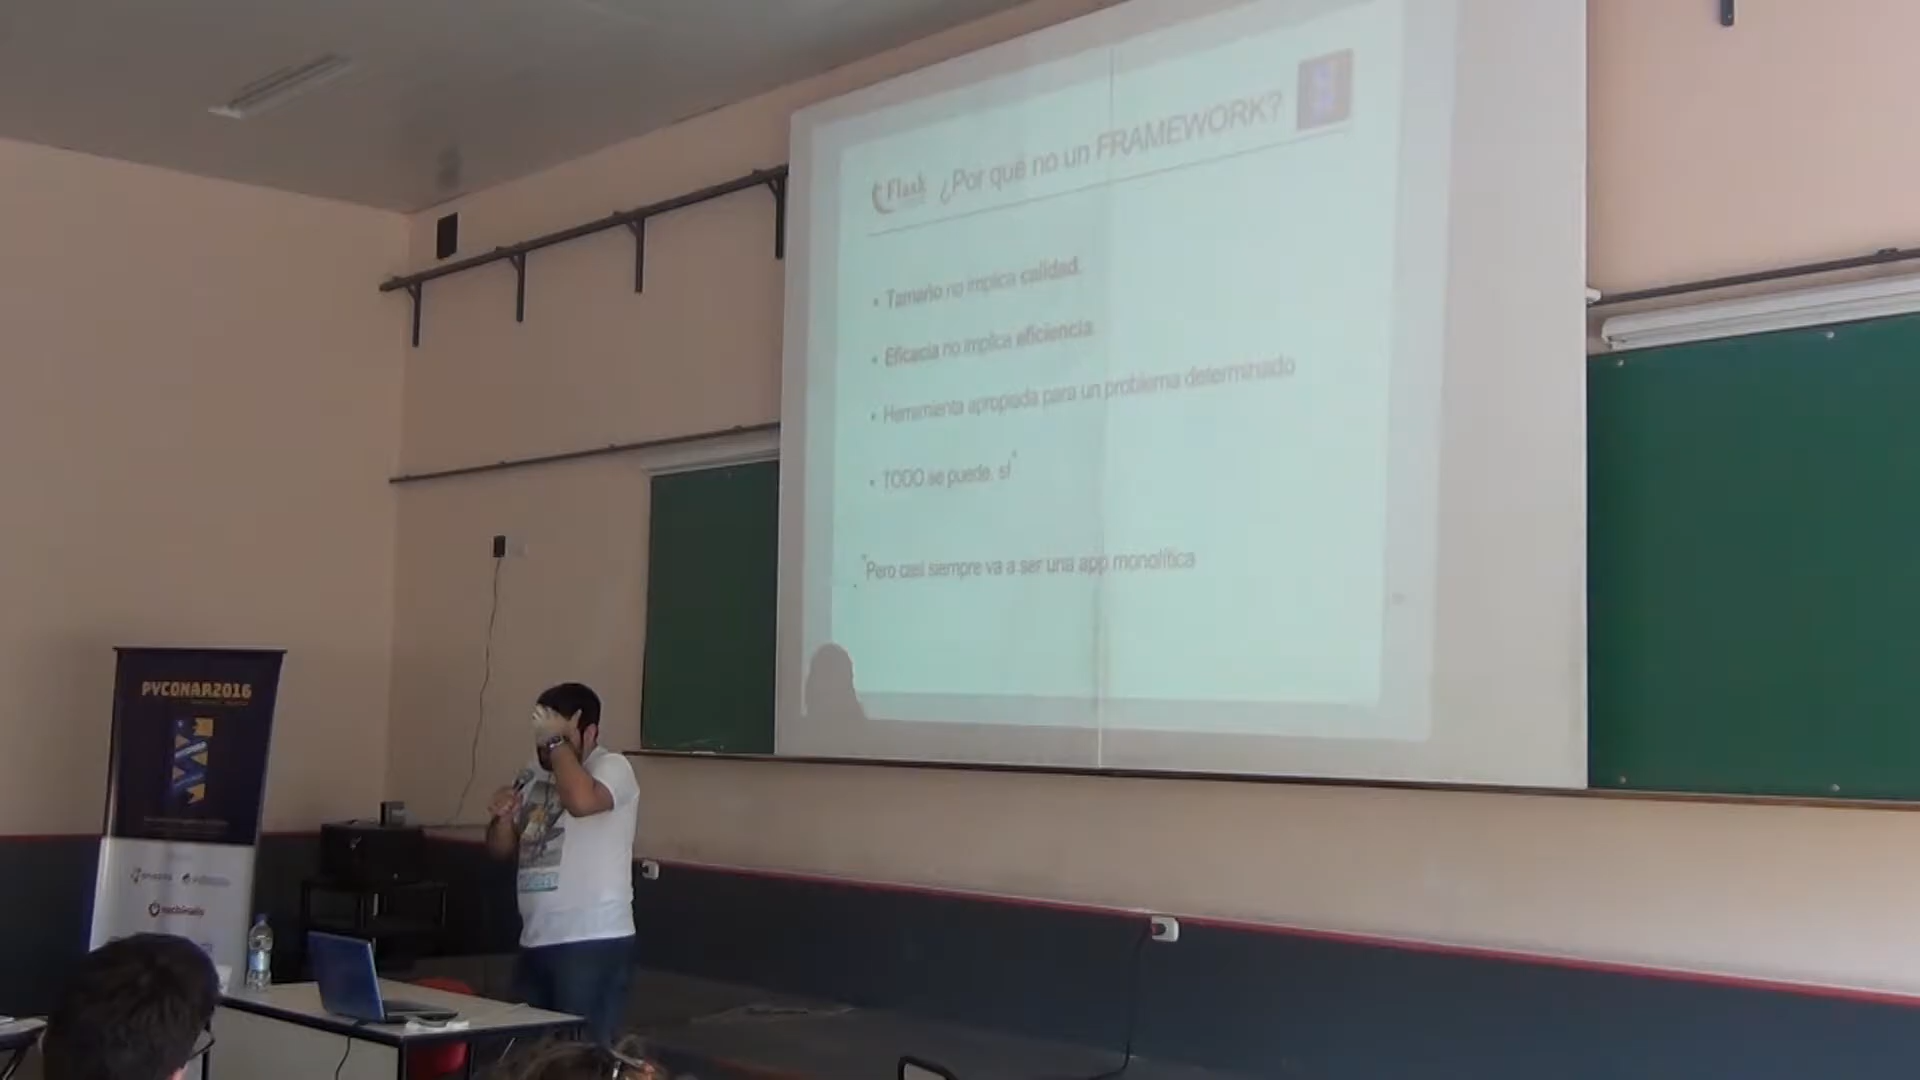 Flask ¿Por qué no un FRAMEWORK?
• Tamaño no implica calidad.
• Eficacia no implica eficiencia
• Herramienta apropiada para un problema determinado
• TODO se puede, sí*
*Pero casi siempre va a ser una app monolítica
PYCONAR2016